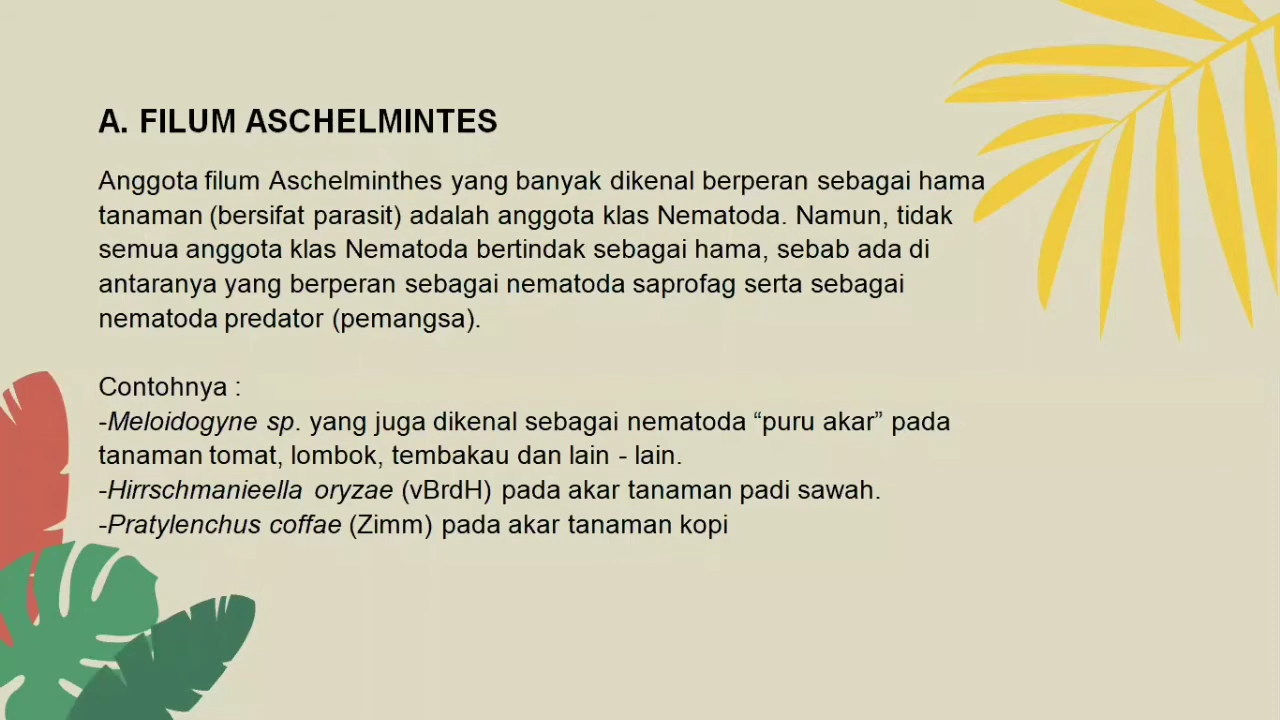 A. FILUM ASCHELMINTES
Anggota filum Aschelminthes yang banyak dikenal berperan sebagai hama
tanaman (bersifat parasit) adalah anggota klas Nematoda. Namun, tidak
semua anggota klas Nematoda bertindak sebagai hama, sebab ada di
antaranya yang berperan sebagai nematoda saprofag serta sebagai
nematoda predator (pemangsa).
Contohnya :
-Meloidogyne sp. yang juga dikenal sebagai nematoda “puru akar” pada
tanaman tomat, lombok, tembakau dan lain - lain.
-Hirrschmanieella oryzae (vBrdH) pada akar tanaman padi sawah.
-Pratylenchus coffae (Zimm) pada akar tanaman kopi